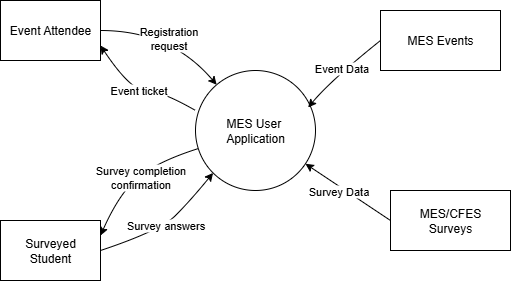 Event Attendee
Registration
request
MES Events
Event Data
Event ticket
MES User
Application
Survey completion
confirmation
Survey Data
Survey answers
MES/CFES
Surveys
Surveyed
Student